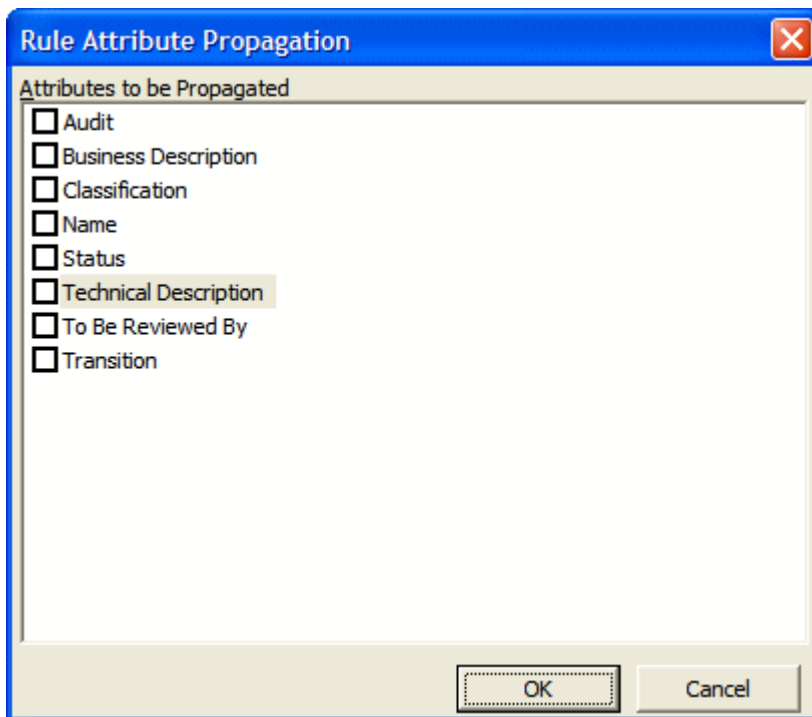 Rule Attribute Propagation
Attributes to be Propagated
Audit
Business Description
Classification
Name
Status
Technical Description
To Be Reviewed By
Transition
OK
Cancel